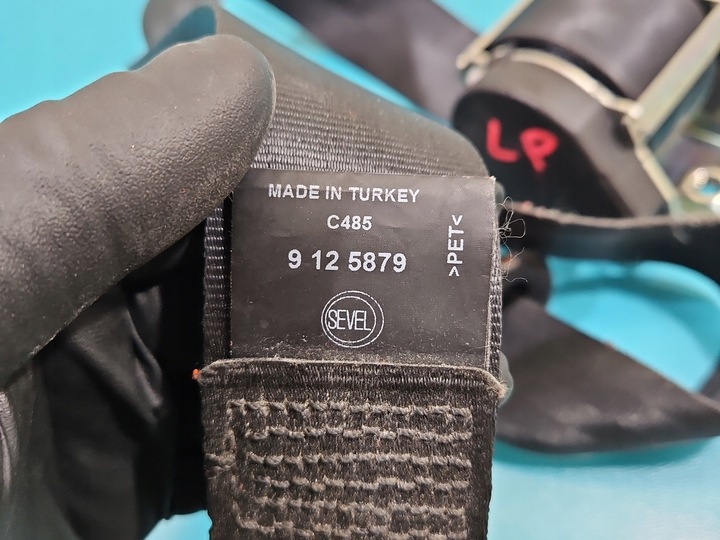 LP
MADE IN TURKEY
C485
9 12 5879
>PET<
SEVEL